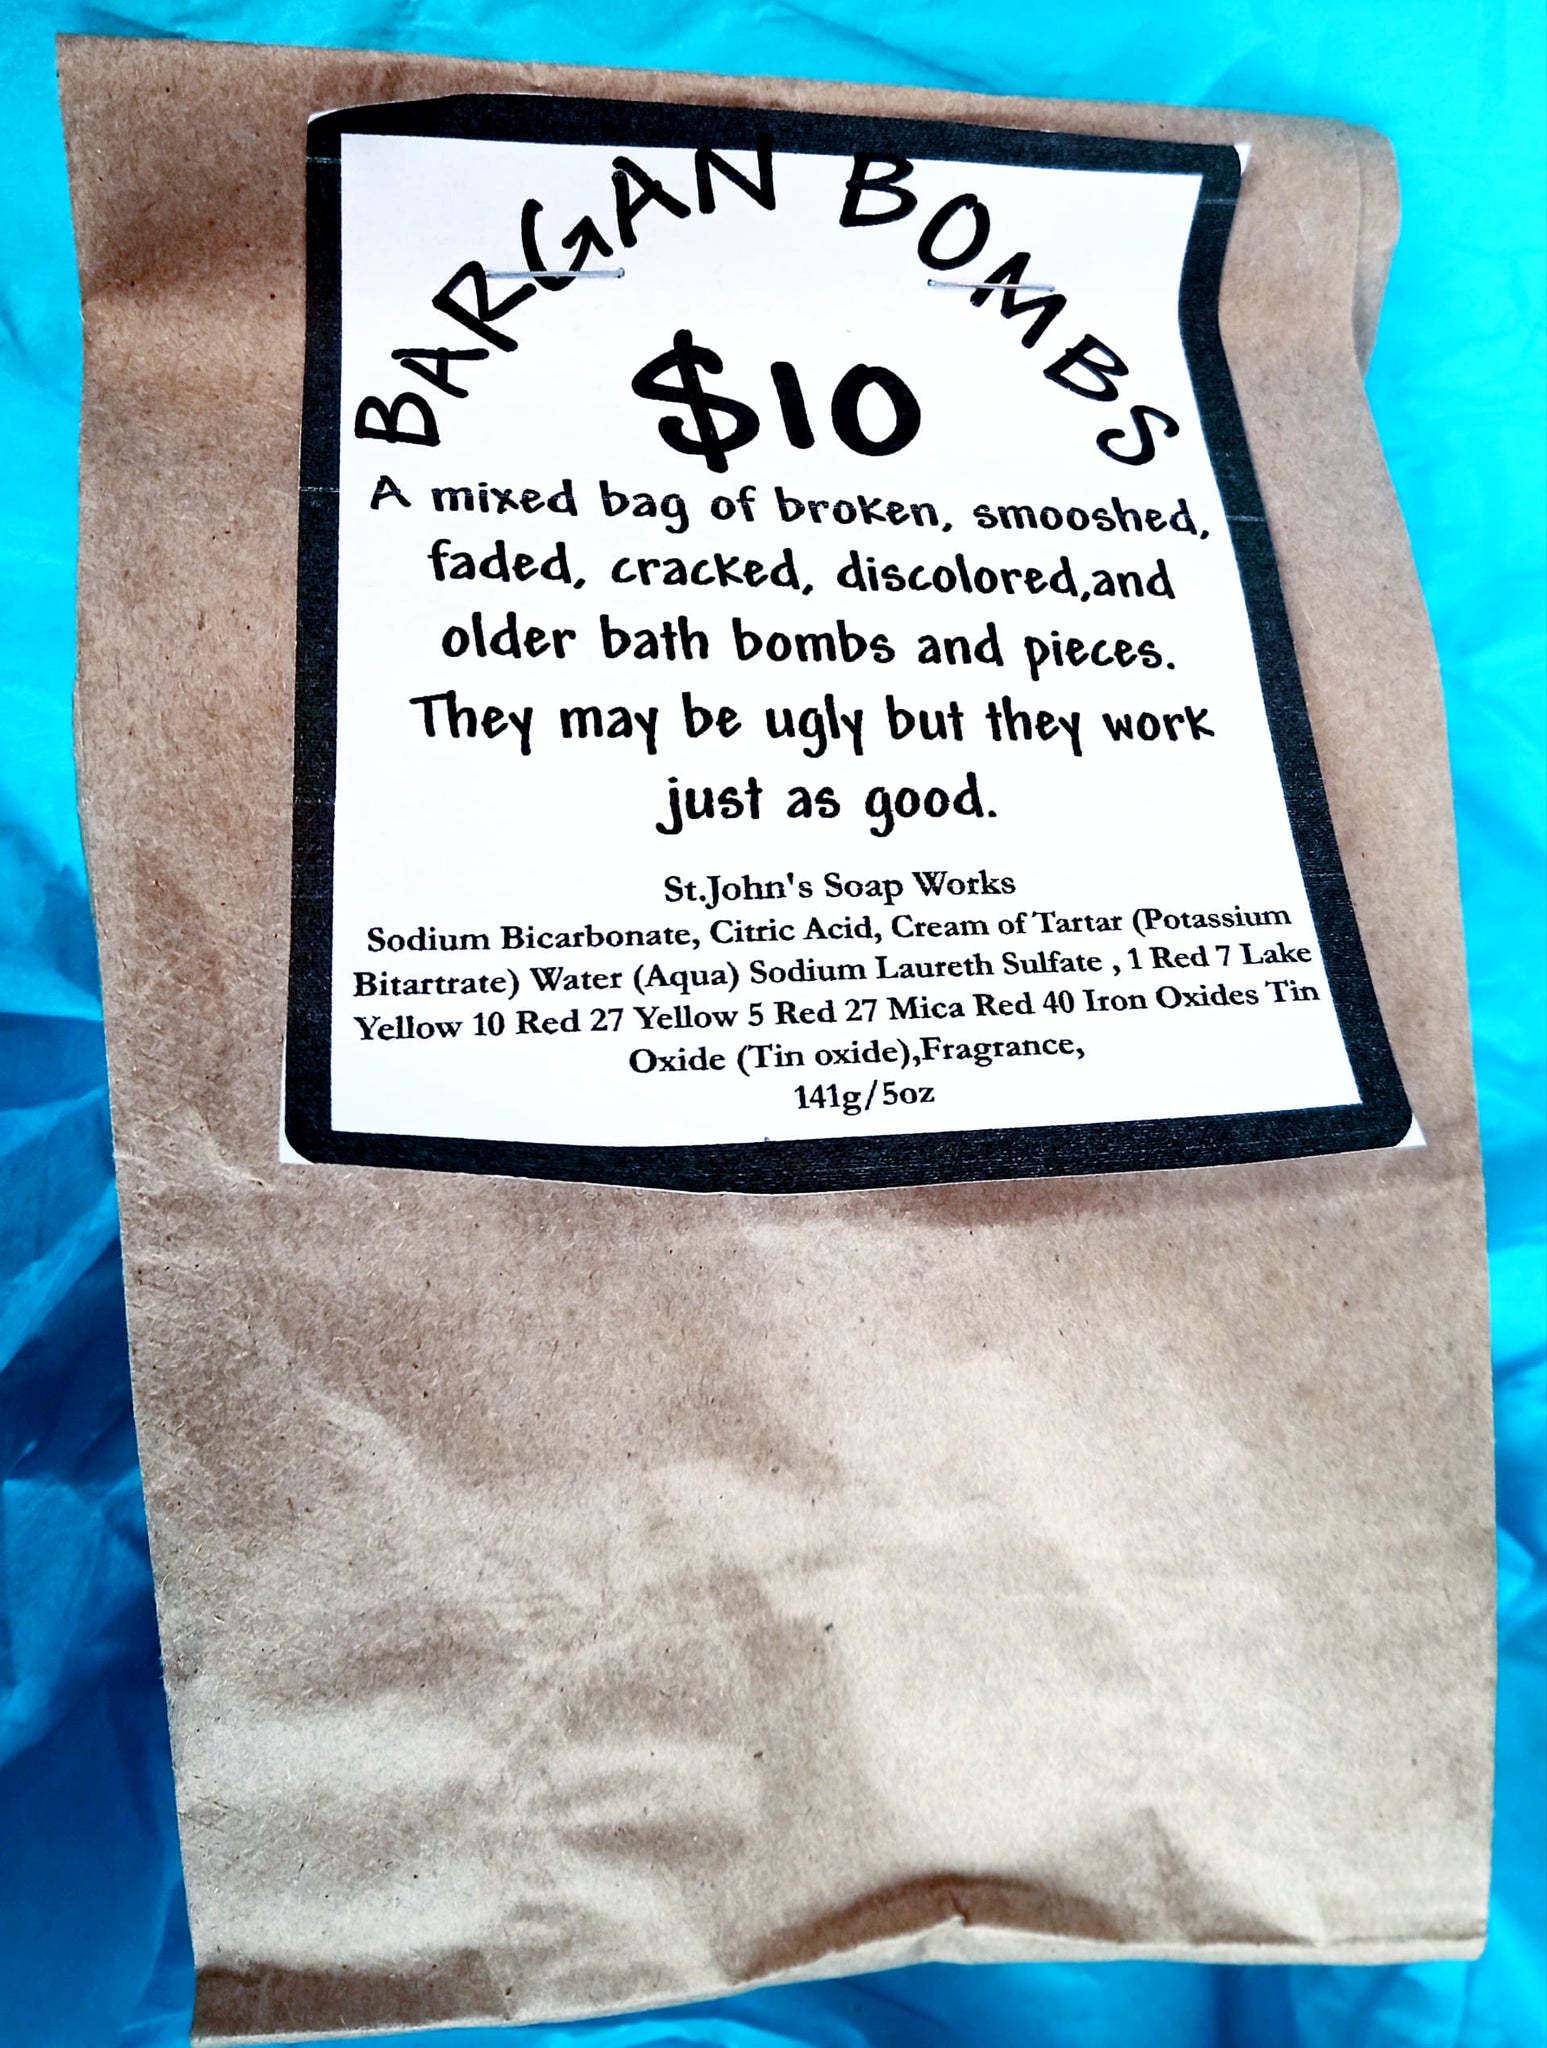 BARGAN BOMBS
$10
A mixed bag of broken, smooshed,
faded, cracked, discolored,and
older bath bombs and pieces.
They may be ugly but they work
just as good.
St.John's Soap Works
Sodium Bicarbonate, Citric Acid, Cream of Tartar (Potassium
Bitartrate) Water (Aqua) Sodium Laureth Sulfate , 1 Red 7 Lake
Yellow 10 Red 27 Yellow 5 Red 27 Mica Red 40 Iron Oxides Tin
Oxide (Tin oxide),Fragrance,
141g/5oz